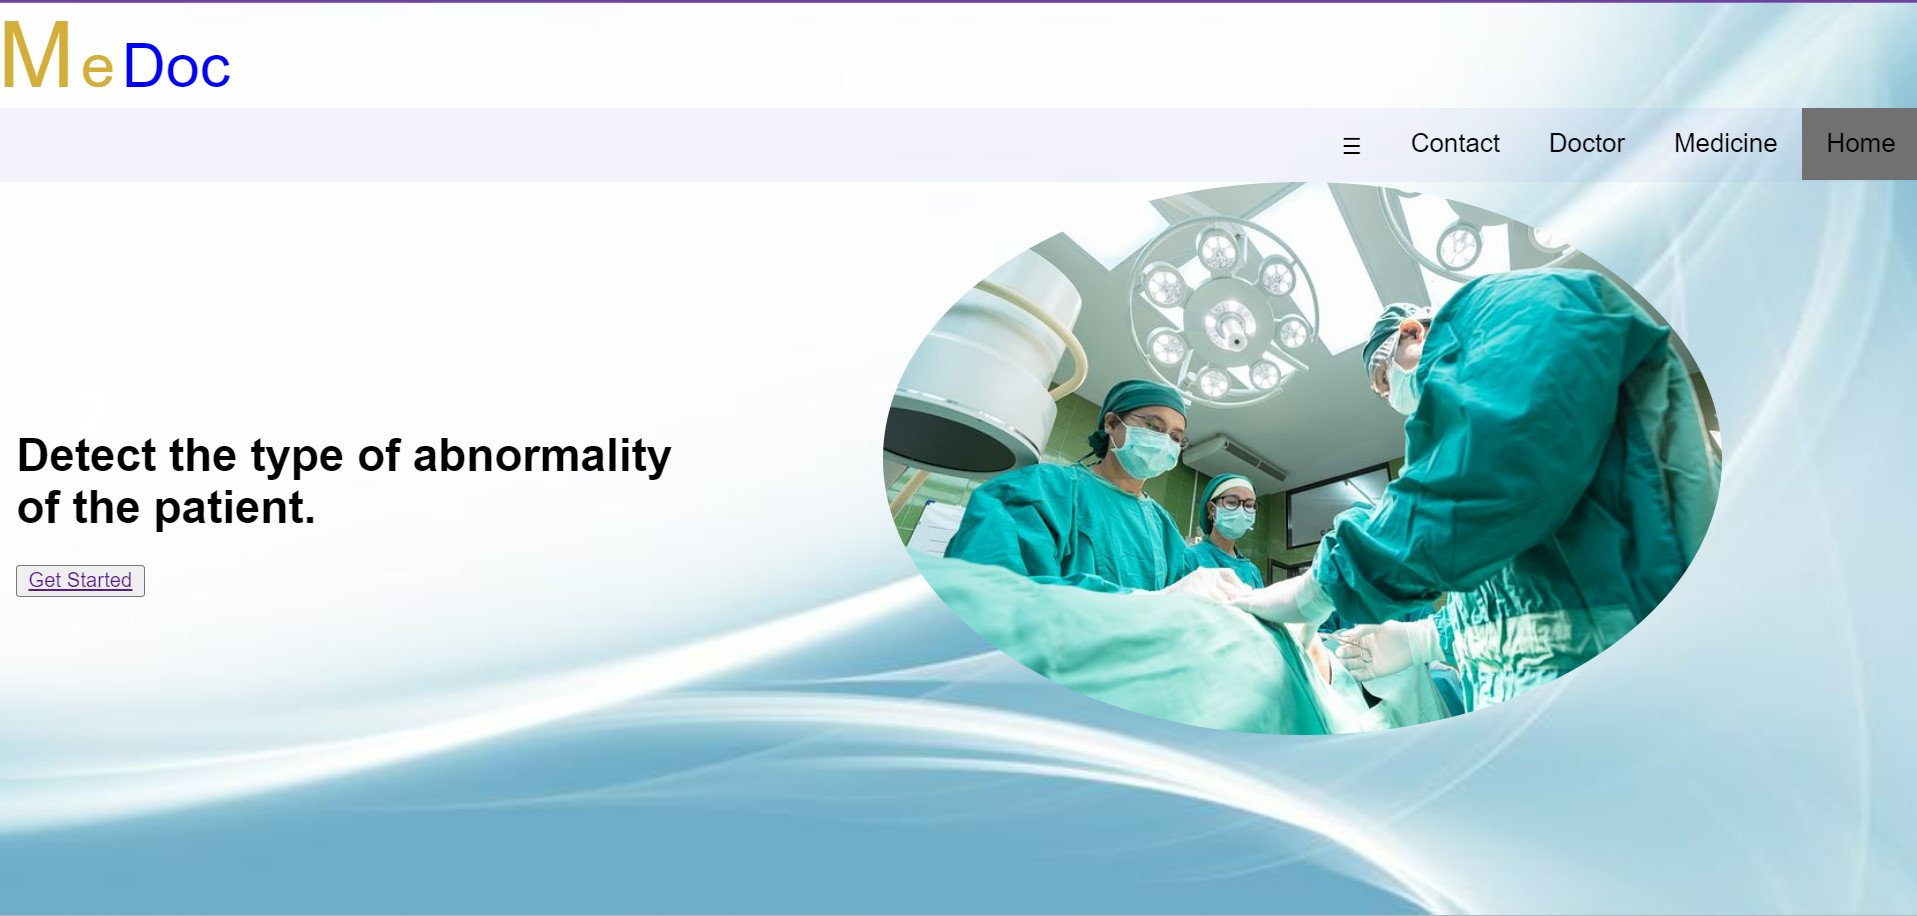 MeDoc
☰ Contact Doctor Medicine Home
Detect the type of abnormality
of the patient.
Get Started